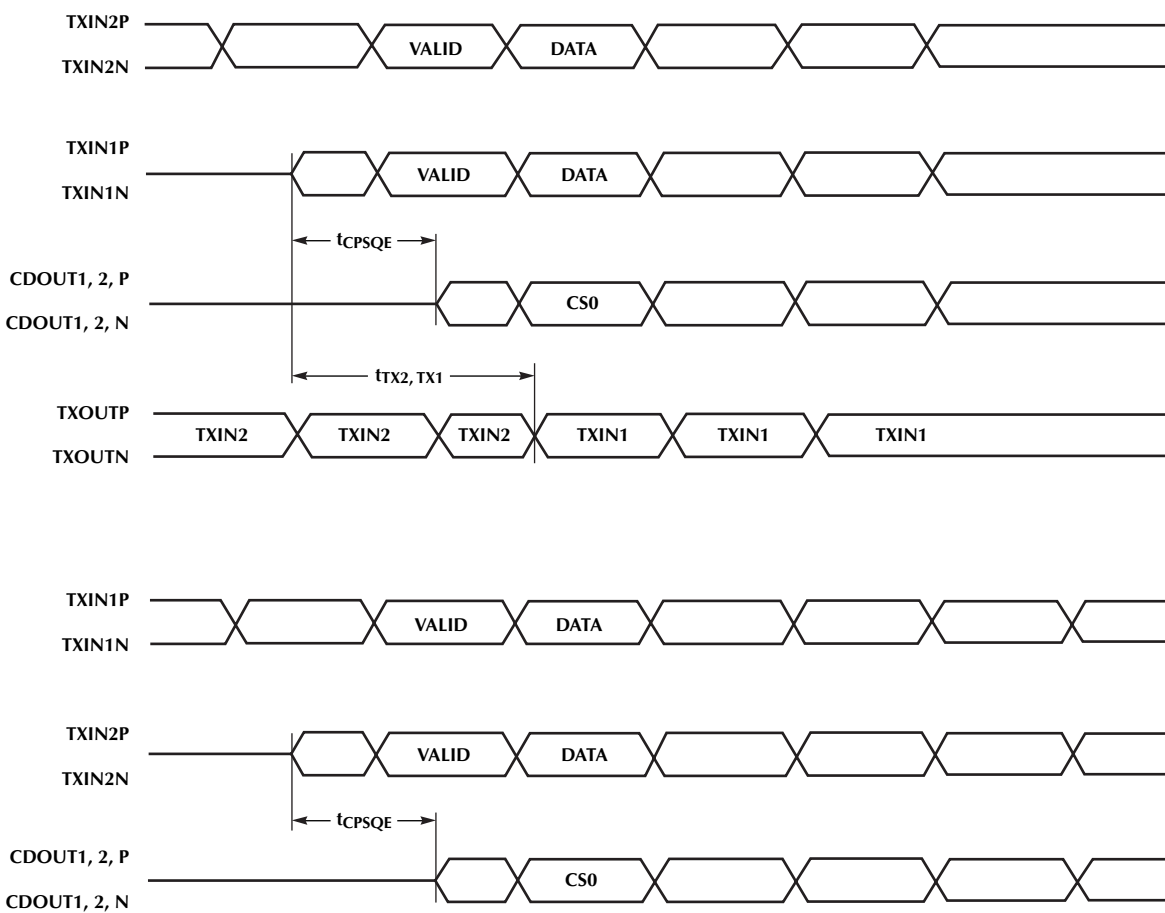 TXIN2P
VALID DATA
TXIN2N
TXIN1P
VALID DATA
TXIN1N
tCPSQE
CDOUT1, 2, P
CS0
CDOUT1, 2, N
tTX2, TX1
TXOUTP
TXIN2 TXIN2 TXIN2 TXIN1 TXIN1 TXIN1
TXOUTN
TXIN1P
VALID DATA
TXIN1N
TXIN2P
VALID DATA
TXIN2N
tCPSQE
CDOUT1, 2, P
CS0
CDOUT1, 2, N